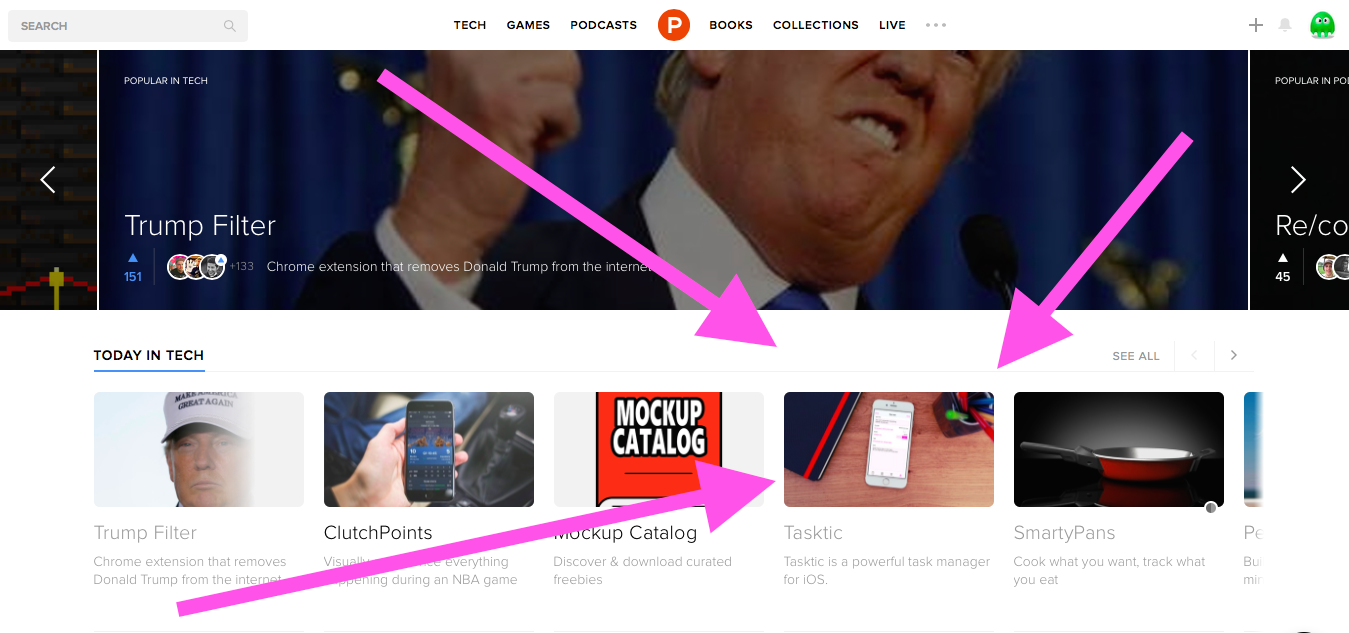 SEARCH
TECH GAMES PODCASTS P BOOKS COLLECTIONS LIVE
POPULAR IN TECH
POPULAR IN
Trump Filter
Re/co
151
+133 Chrome extension that removes Donald Trump from the internet
45
TODAY IN TECH
SEE ALL
MAKE AMERICA
GREAT AGAIN
MOCKUP
CATALOG
Trump Filter
ClutchPoints
Mockup Catalog
Tasktic
SmartyPans
Pe
Chrome extension that removes
Donald Trump from the internet
Visually everything
happening during an NBA game
Discover & download curated
freebies
Tasktic is a powerful task manager
for iOS.
Cook what you want, track what
you eat